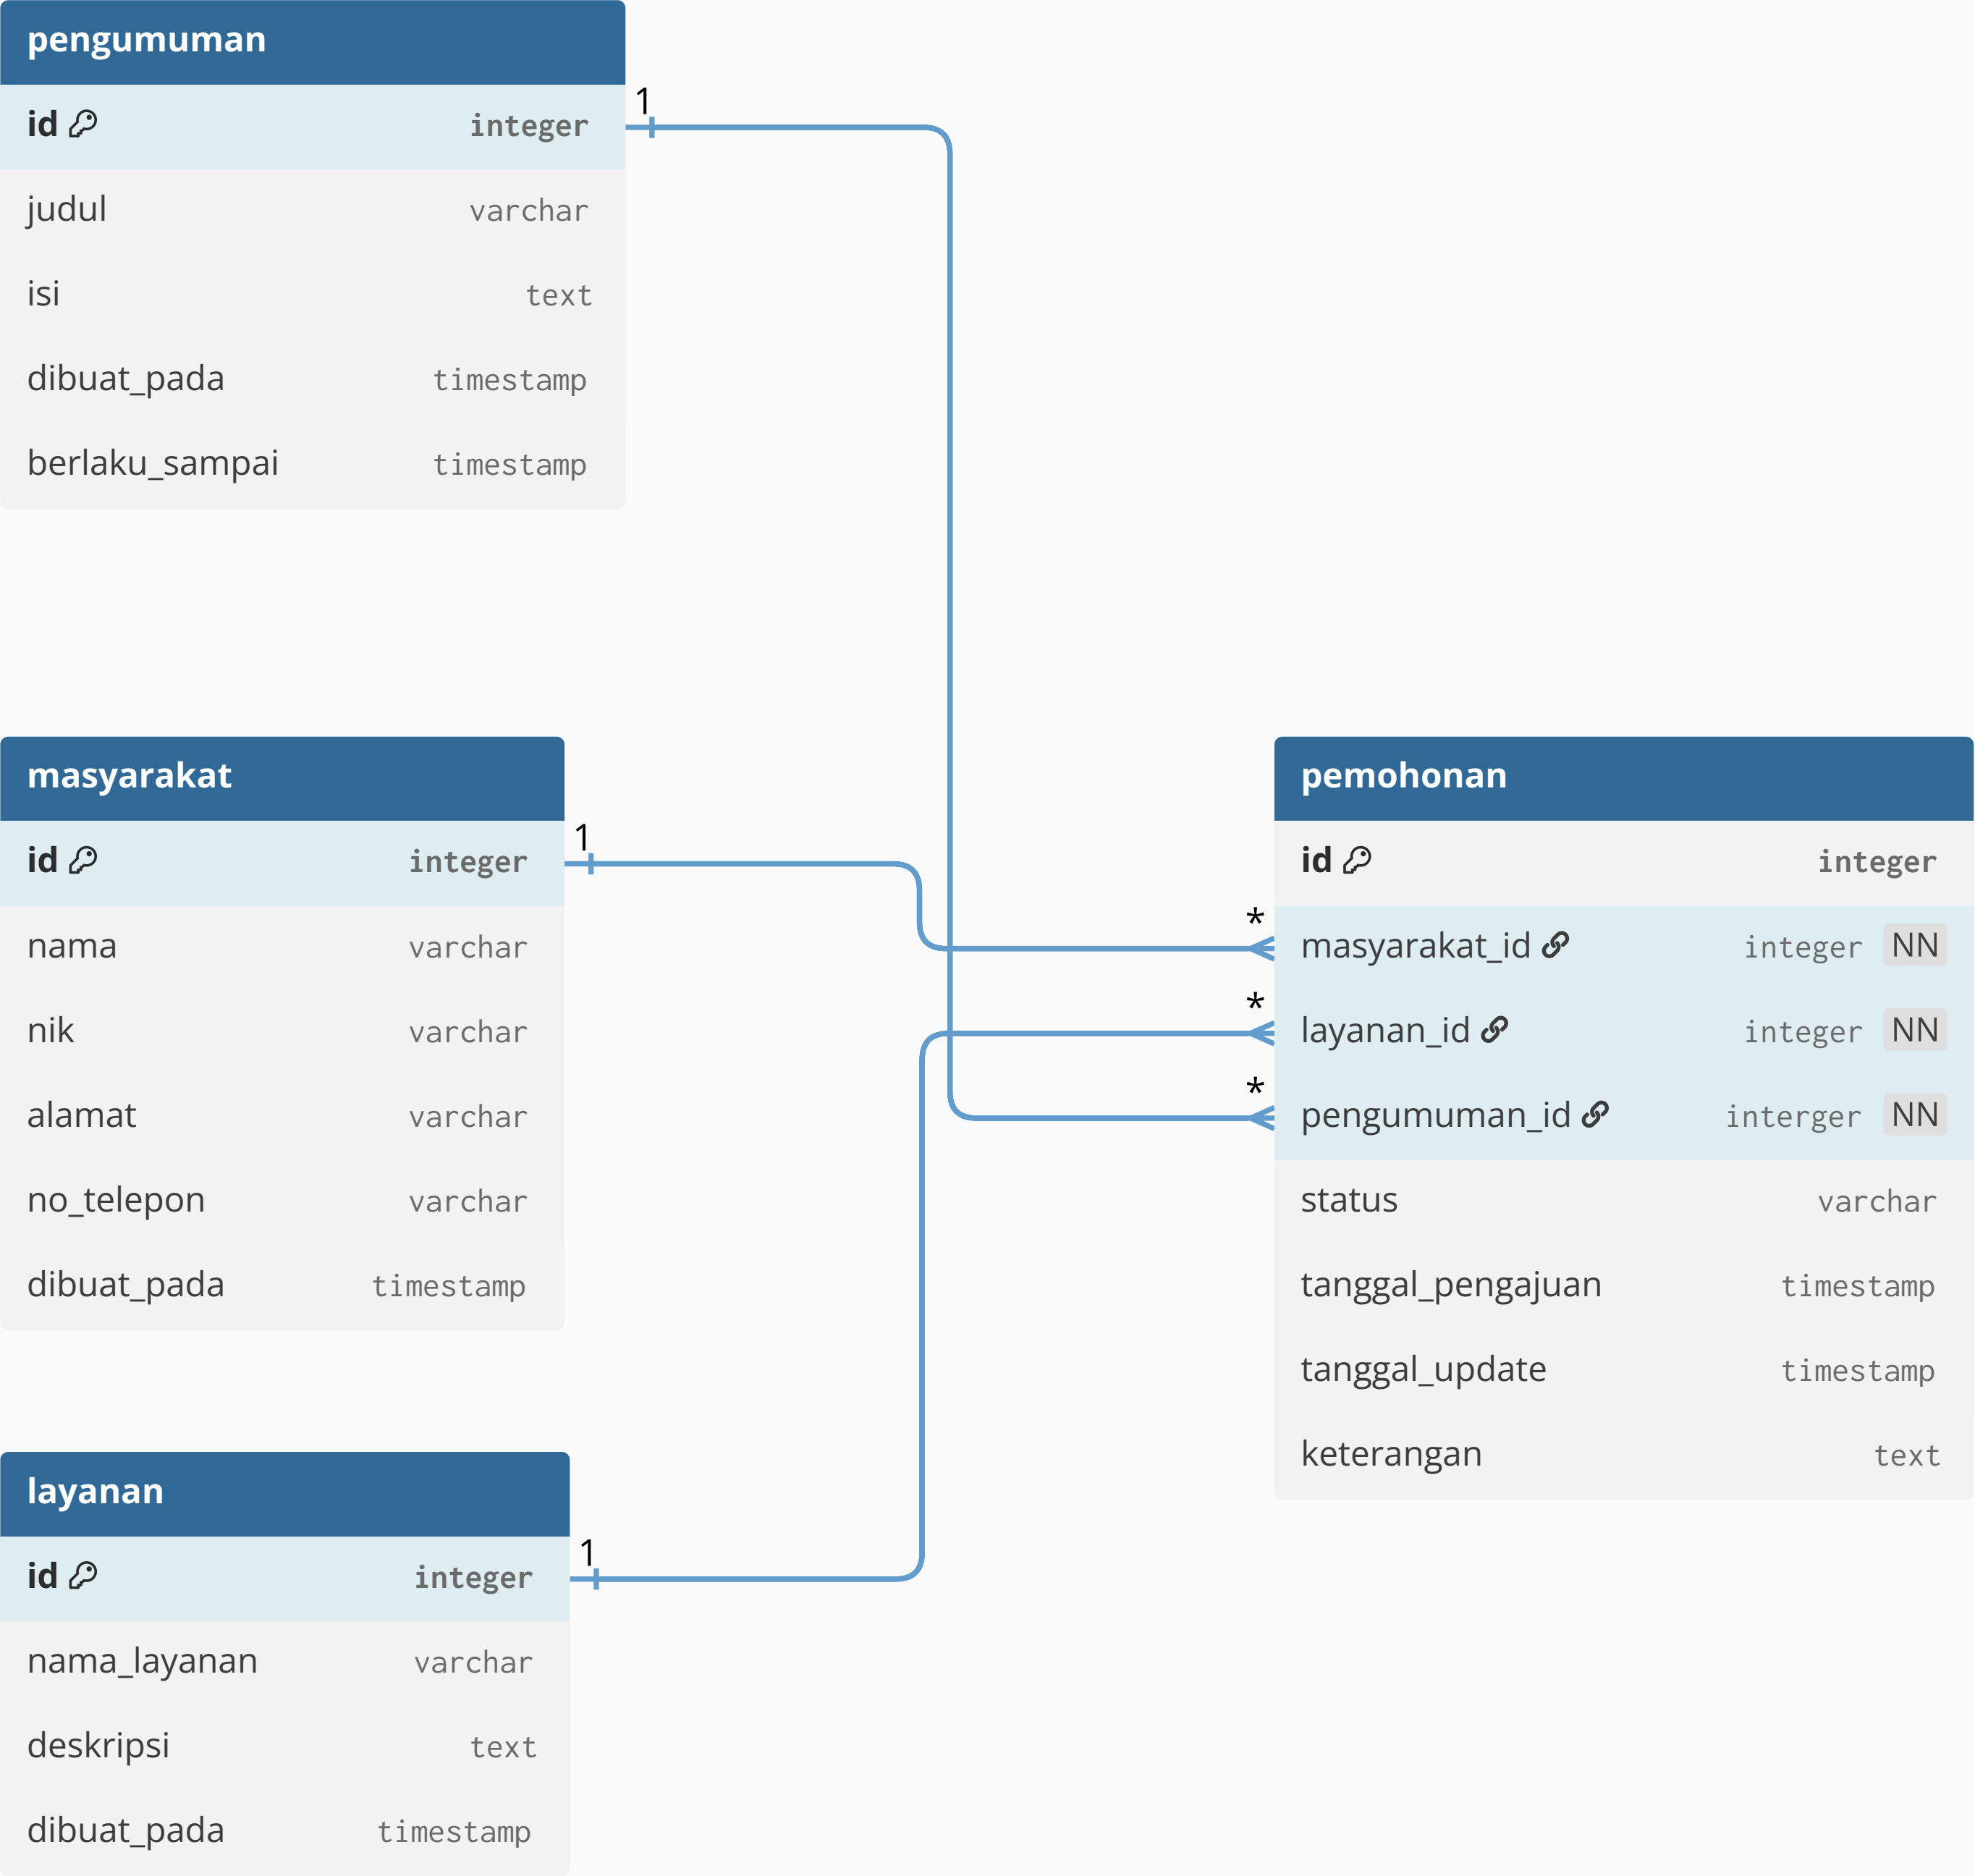 pengumuman
id integer
judul varchar
isi text
dibuat_pada timestamp
berlaku_sampai timestamp
1
masyarakat
id integer
nama varchar
nik varchar
alamat varchar
no_telepon varchar
dibuat_pada timestamp
1
layanan
id integer
nama_layanan varchar
deskripsi text
dibuat_pada timestamp
1
pemohonan
id integer
* masyarakat_id integer NN
* layanan_id integer NN
* pengumuman_id interger NN
status varchar
tanggal_pengajuan timestamp
tanggal_update timestamp
keterangan text